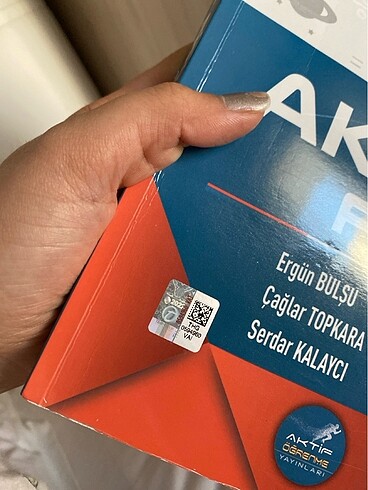 AK
F
Ergün BULŞU
Çağlar TOPKARA
Serdar KALAYCI
AKTİF
ÖĞRENME
YAYINLARI